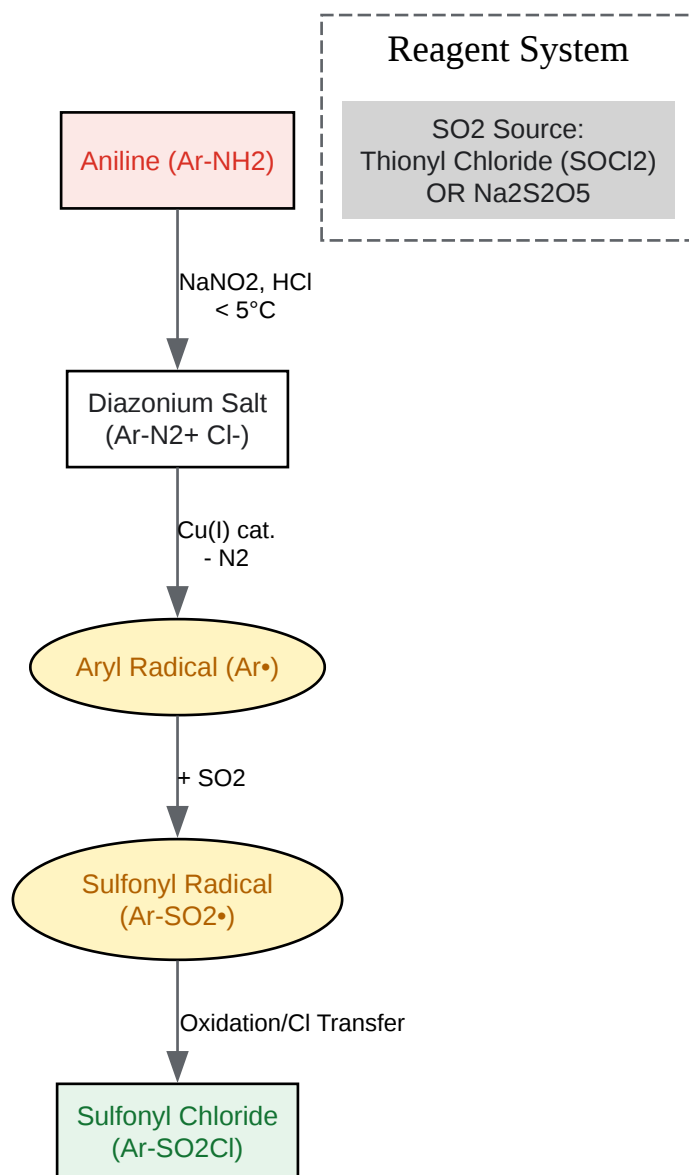 Reagent System
SO2 Source:
Thionyl Chloride (SOCl2)
OR Na2S2O5
Aniline (Ar-NH2)
NaNO2, HCl
< 5°C
Diazonium Salt
(Ar-N2+ Cl-)
Cu(I) cat.
- N2
Aryl Radical (Ar•)
+ SO2
Sulfonyl Radical
(Ar-SO2•)
Oxidation/Cl Transfer
Sulfonyl Chloride
(Ar-SO2Cl)